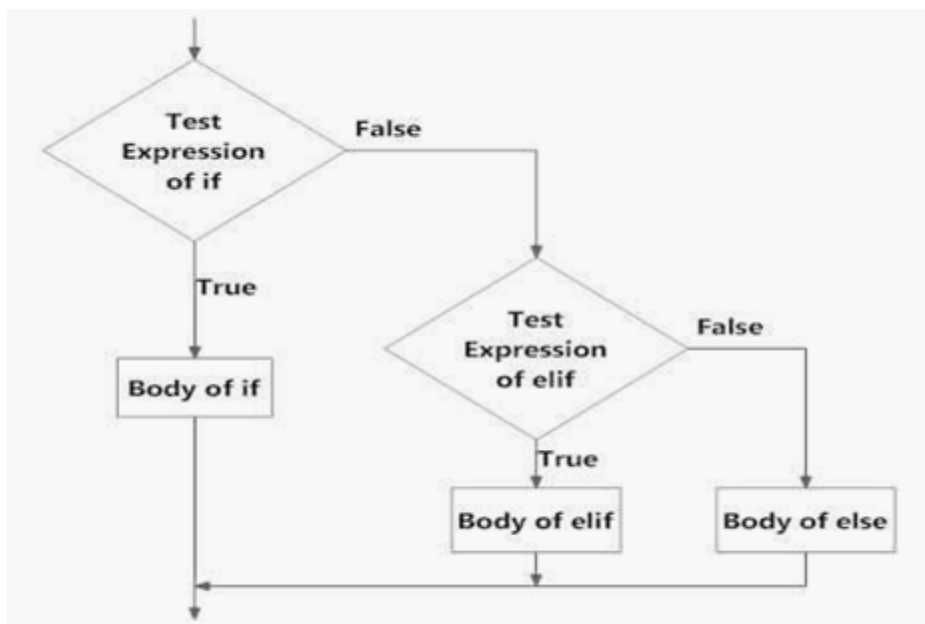 Test
Expression
of if
False
True
Body of if
Test
Expression
of elif
False
True
Body of elif
Body of else